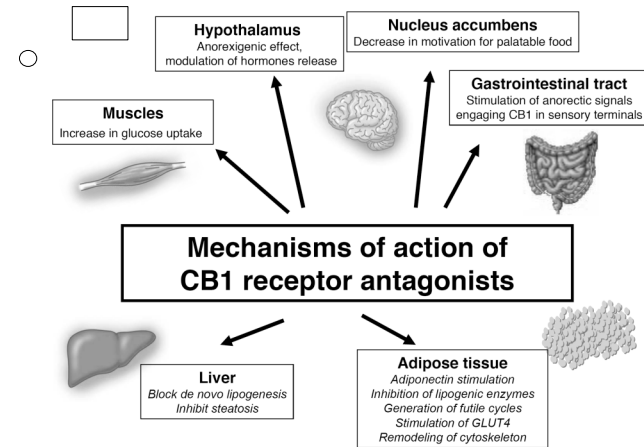 Hypothalamus
Anorexigenic effect,
modulation of hormones release
Nucleus accumbens
Decrease in motivation for palatable food
Gastrointestinal tract
Stimulation of anorectic signals
engaging CB1 in sensory terminals
Muscles
Increase in glucose uptake
Mechanisms of action of
CB1 receptor antagonists
Liver
Block de novo lipogenesis
Inhibit steatosis
Adipose tissue
Adiponectin stimulation
Inhibition of lipogenic enzymes
Generation of futile cycles
Stimulation of GLUT4
Remodeling of cytoskeleton